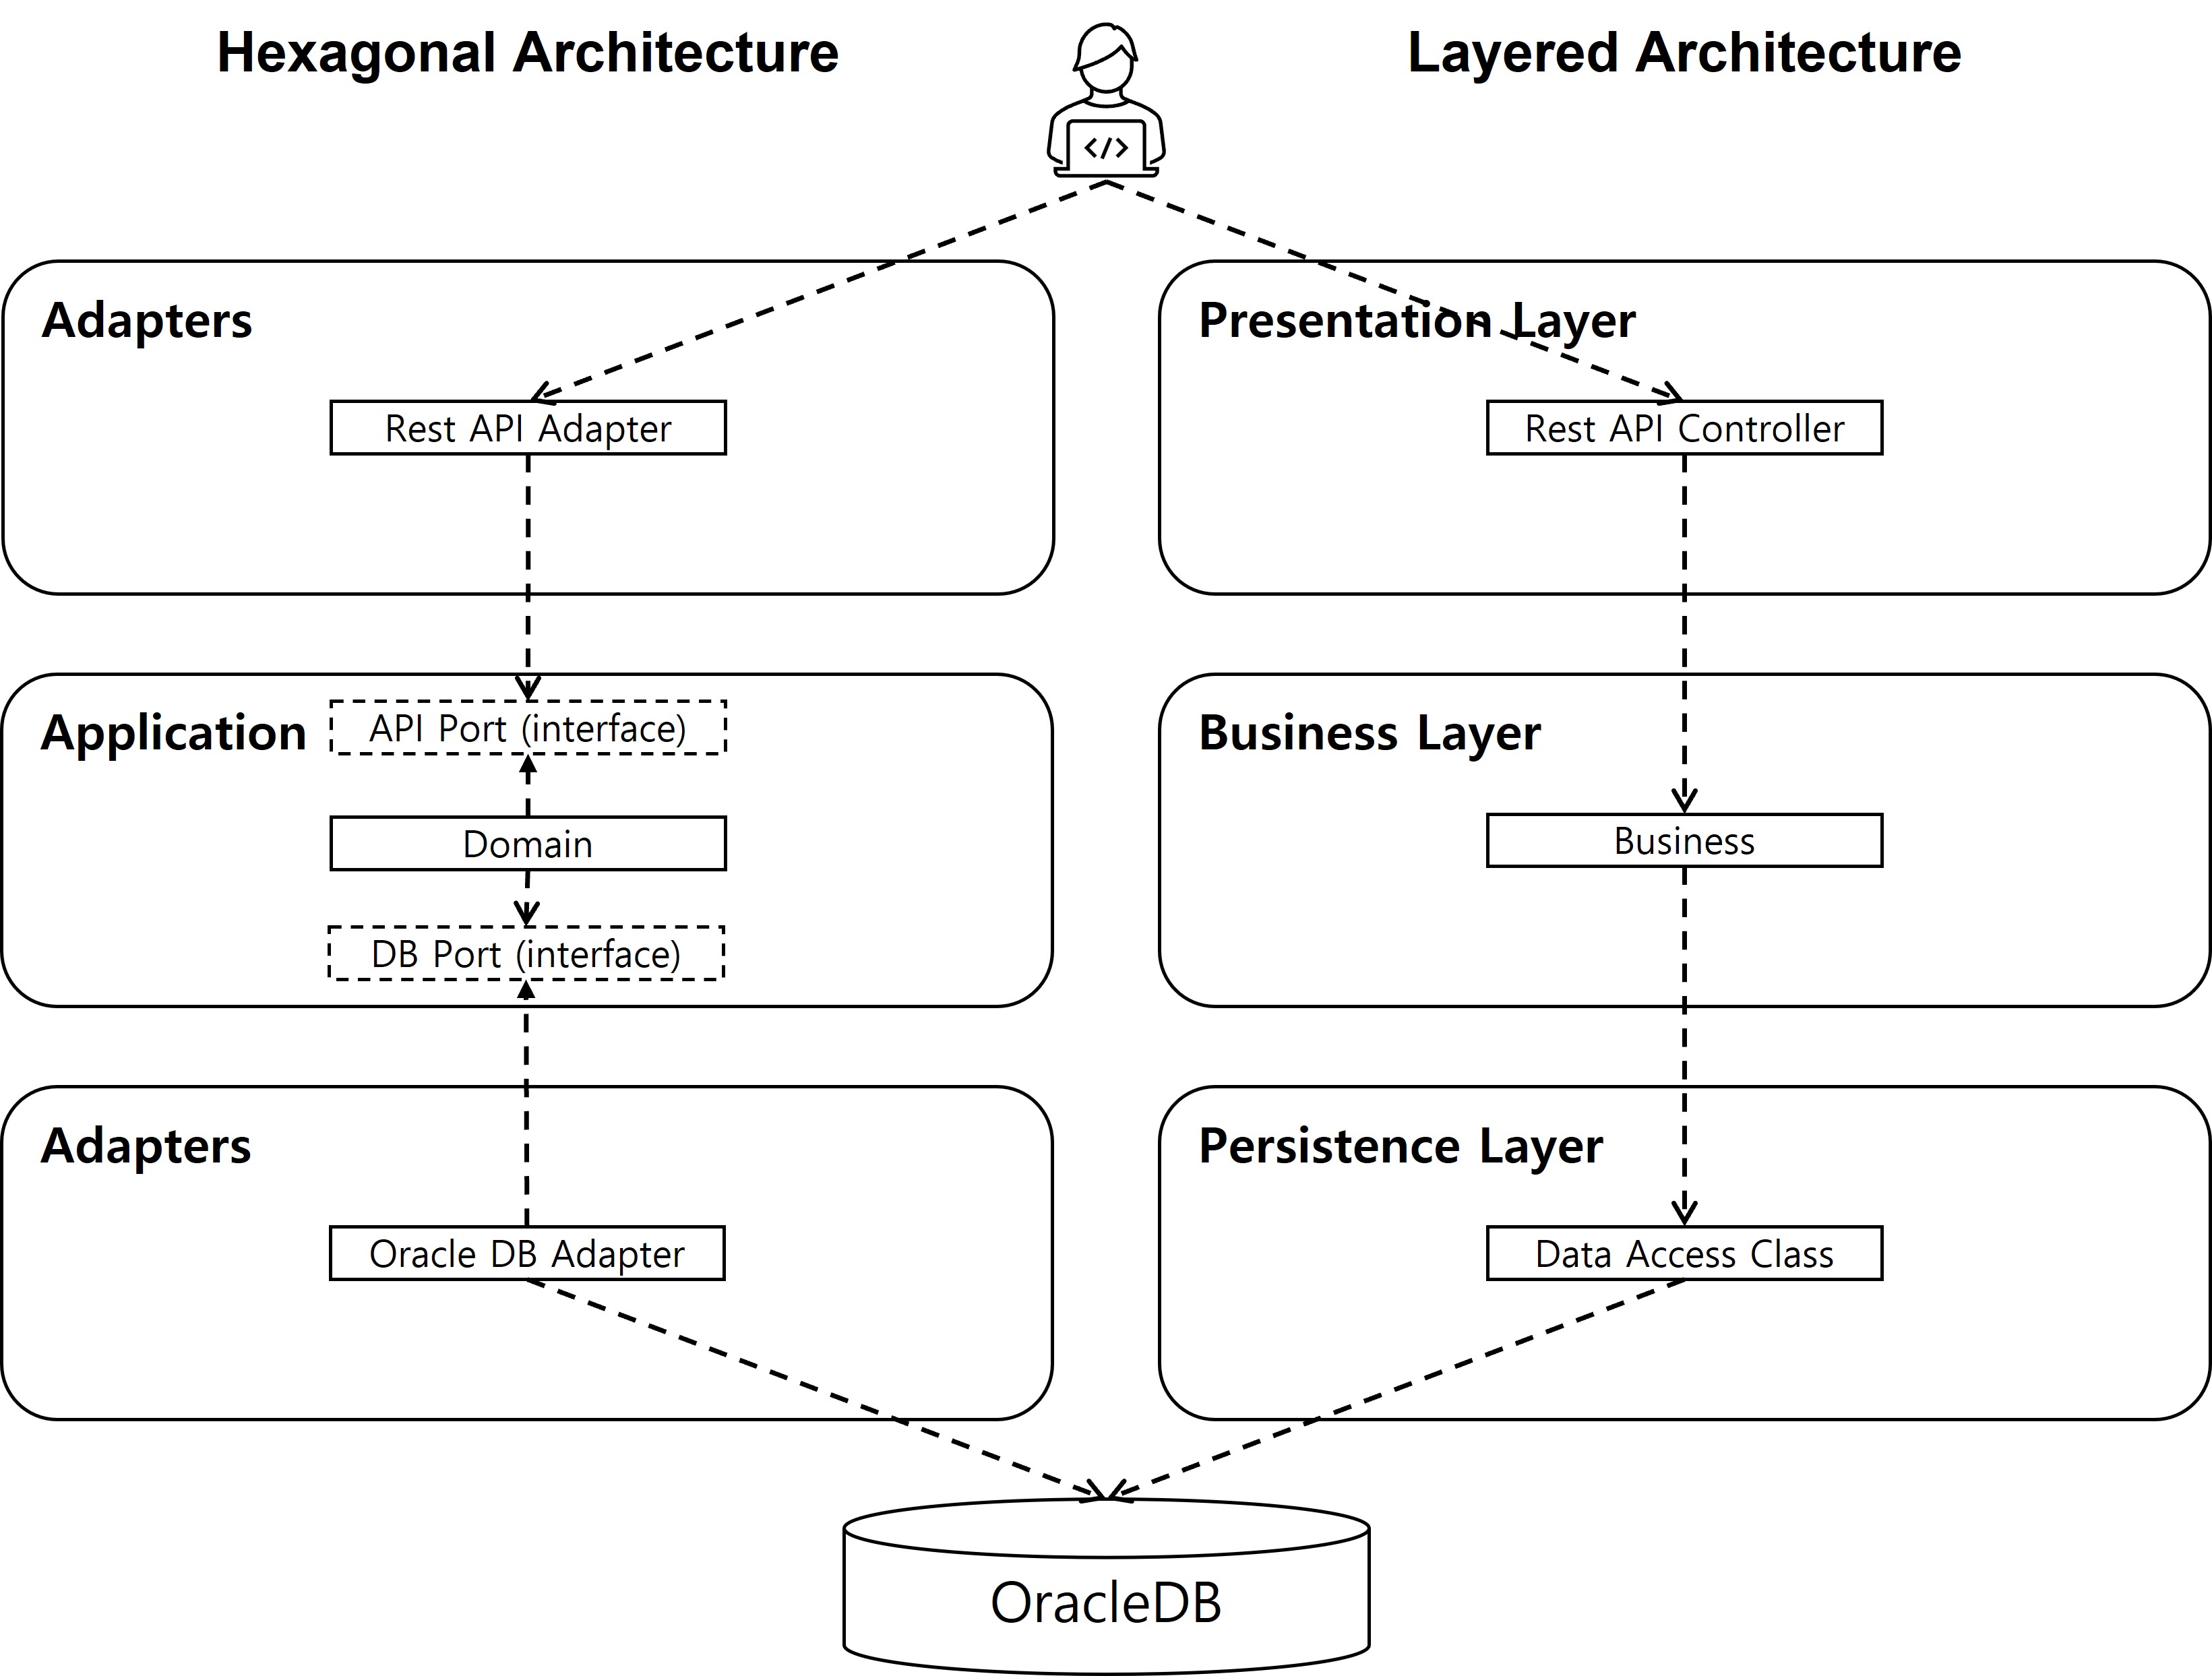 Hexagonal Architecture
Layered Architecture
</>
Adapters
Rest API Adapter
Presentation Layer
Rest API Controller
Application
API Port (interface)
Domain
DB Port (interface)
Business Layer
Business
Adapters
Oracle DB Adapter
Persistence Layer
Data Access Class
OracleDB